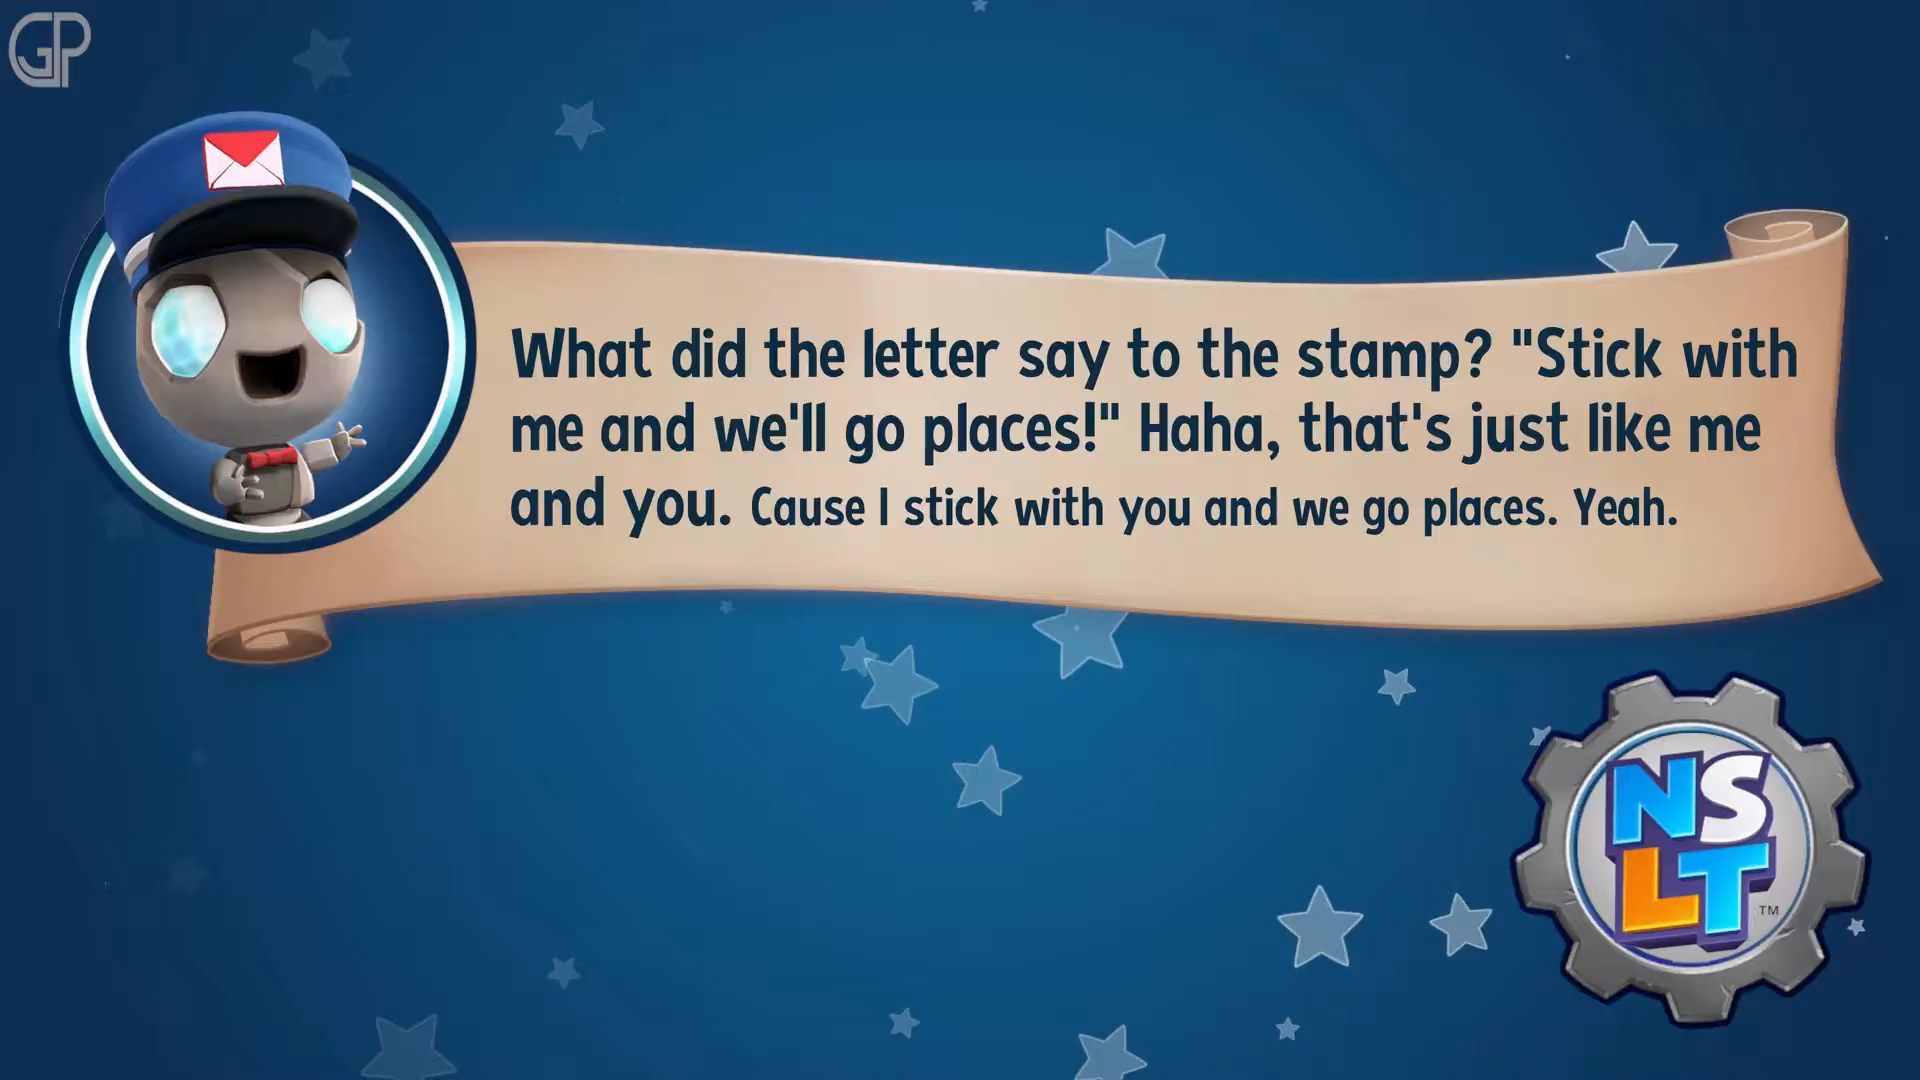 GP
What did the letter say to the stamp? "Stick with
me and we'll go places!" Haha, that's just like me
and you. Cause I stick with you and we go places. Yeah.
NS
LT
TM